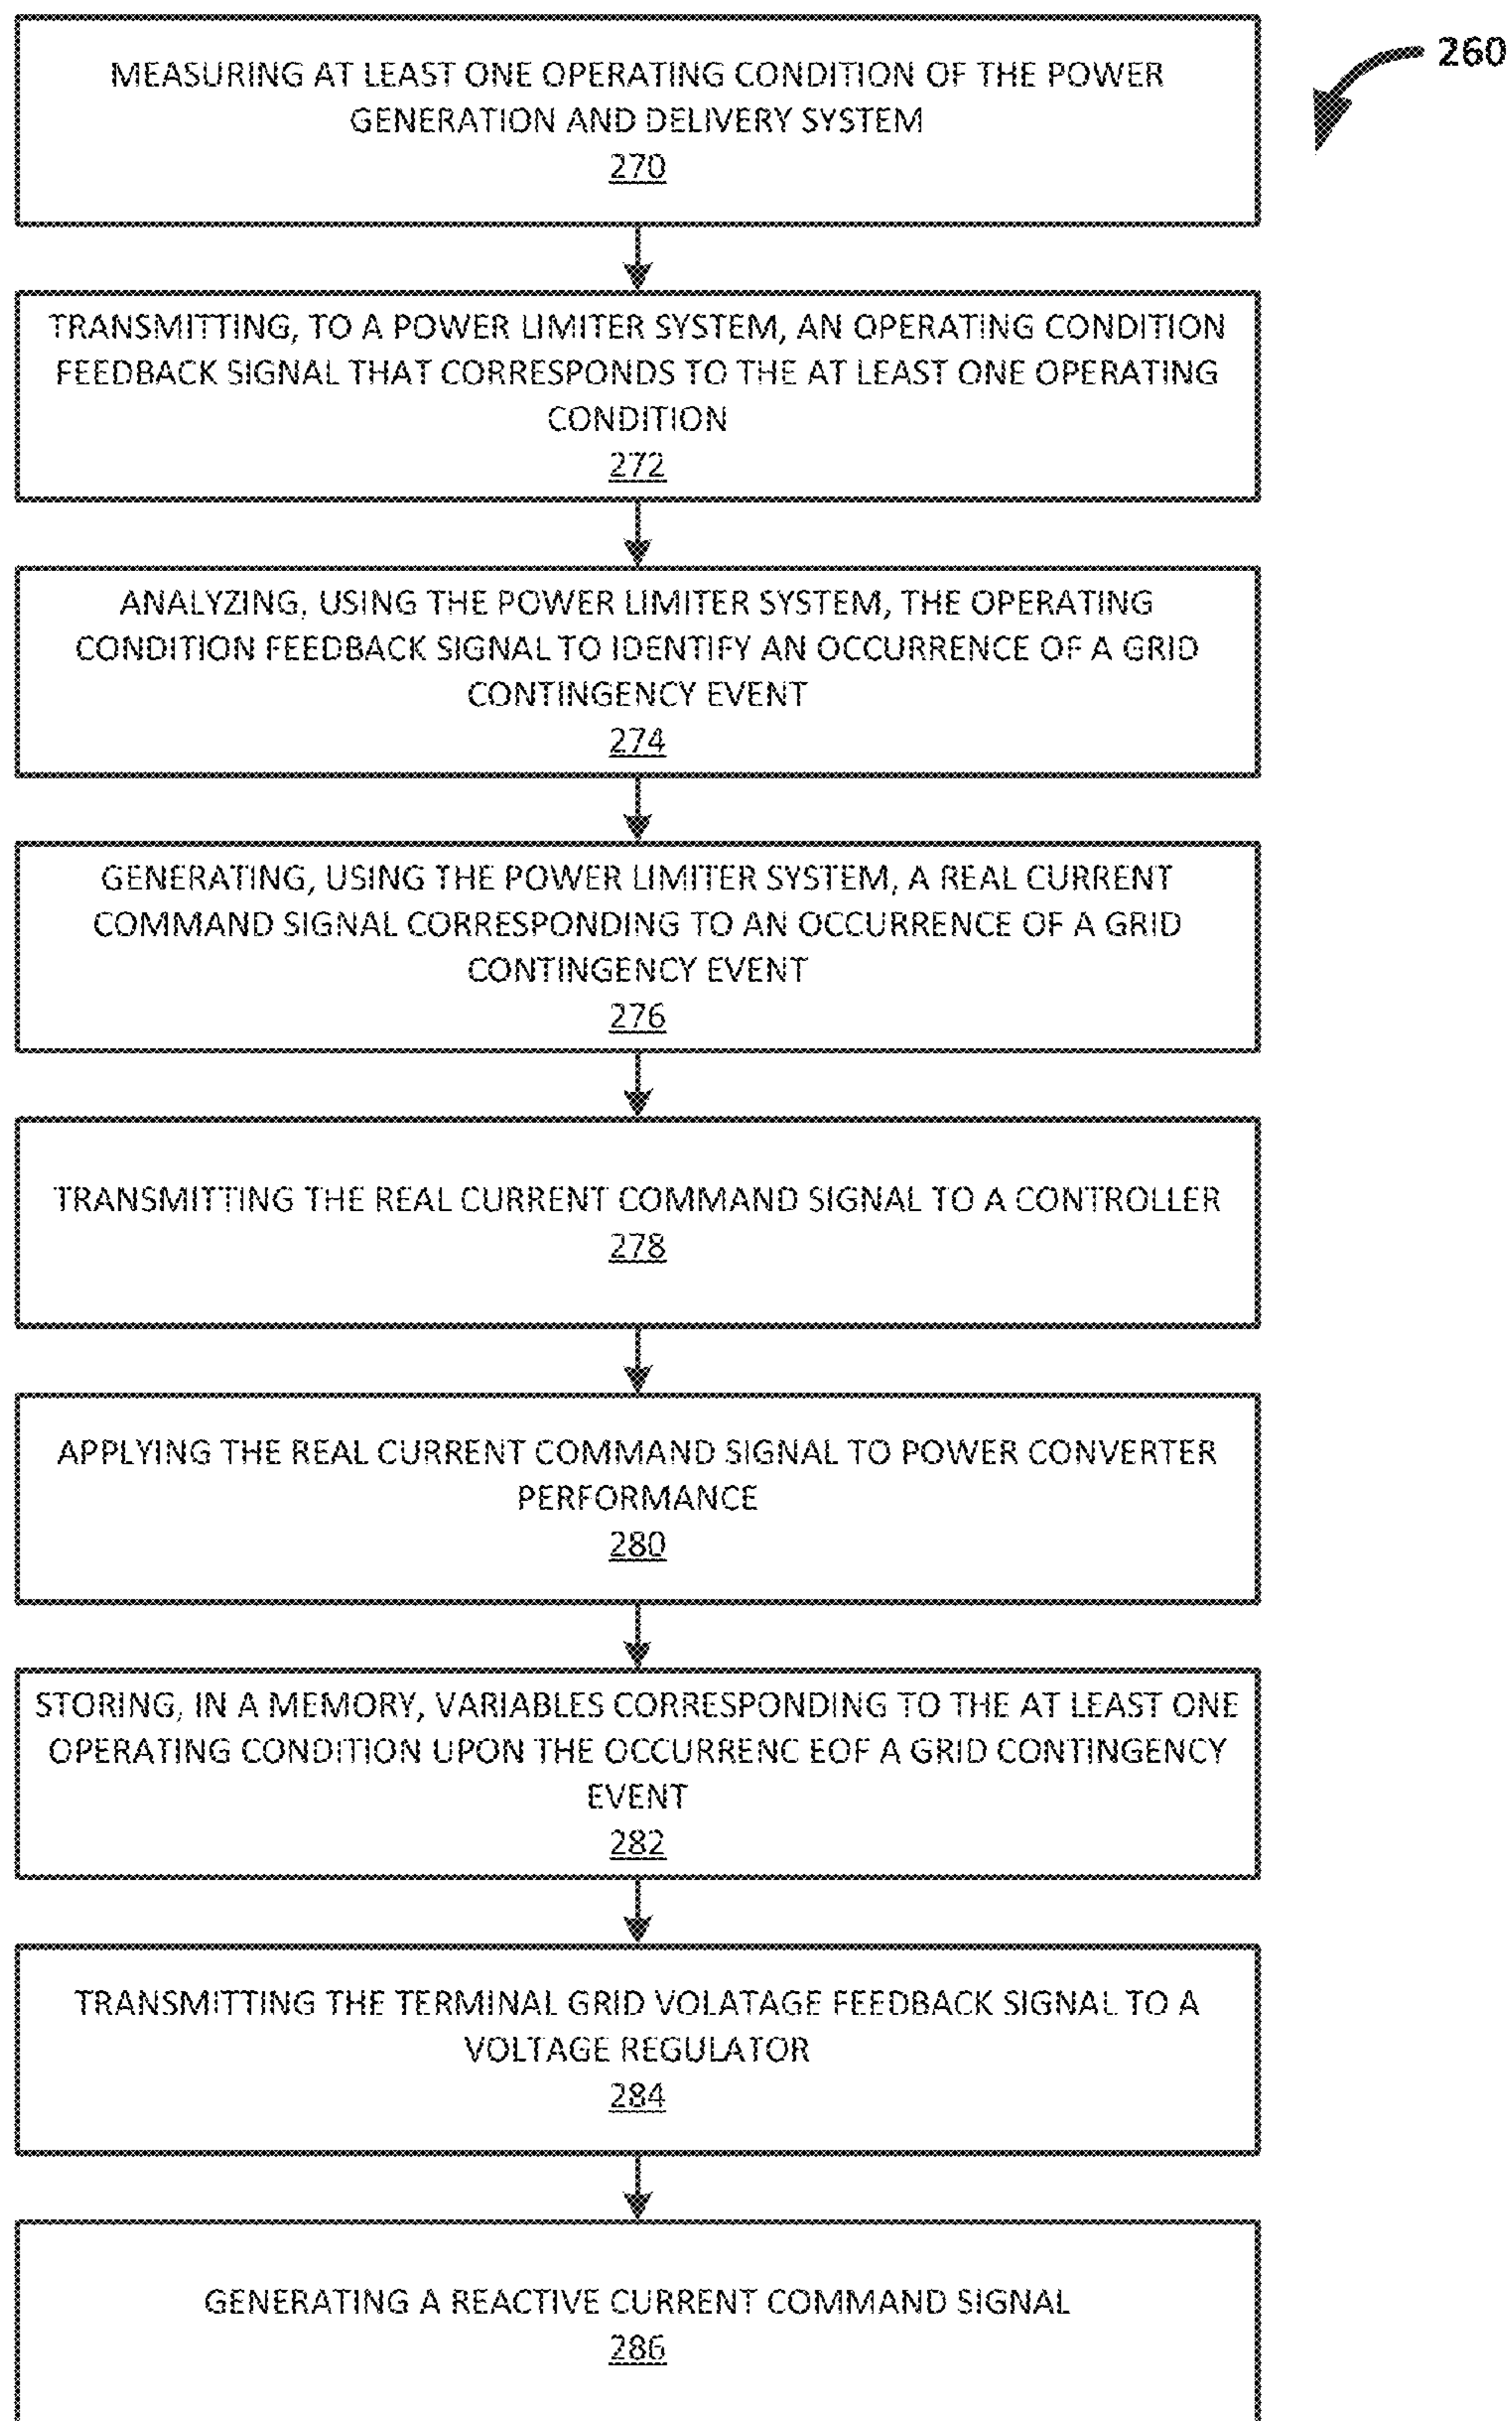 260
MEASURING AT LEAST ONE OPERATING CONDITION OF THE POWER
GENERATION AND DELIVERY SYSTEM
270
TRANSMITTING, TO A POWER LIMITER SYSTEM, AN OPERATING CONDITION
FEEDBACK SIGNAL THAT CORRESPONDS TO THE AT LEAST ONE OPERATING
CONDITION
272
ANALYZING, USING THE POWER LIMITER SYSTEM, THE OPERATING
CONDITION FEEDBACK SIGNAL TO IDENTIFY AN OCCURRENCE OF A GRID
CONTINGENCY EVENT
274
GENERATING, USING THE POWER LIMITER SYSTEM, A REAL CURRENT
COMMAND SIGNAL CORRESPONDING TO AN OCCURRENCE OF A GRID
CONTINGENCY EVENT
276
TRANSMITTING THE REAL CURRENT COMMAND SIGNAL TO A CONTROLLER
278
APPLYING THE REAL CURRENT COMMAND SIGNAL TO POWER CONVERTER
PERFORMANCE
280
STORING, IN A MEMORY, VARIABLES CORRESPONDING TO THE AT LEAST ONE
OPERATING CONDITION UPON THE OCCURRENC EOF A GRID CONTINGENCY
EVENT
282
TRANSMITTING THE TERMINAL GRID VOLATAGE FEEDBACK SIGNAL TO A
VOLTAGE REGULATOR
284
GENERATING A REACTIVE CURRENT COMMAND SIGNAL
286